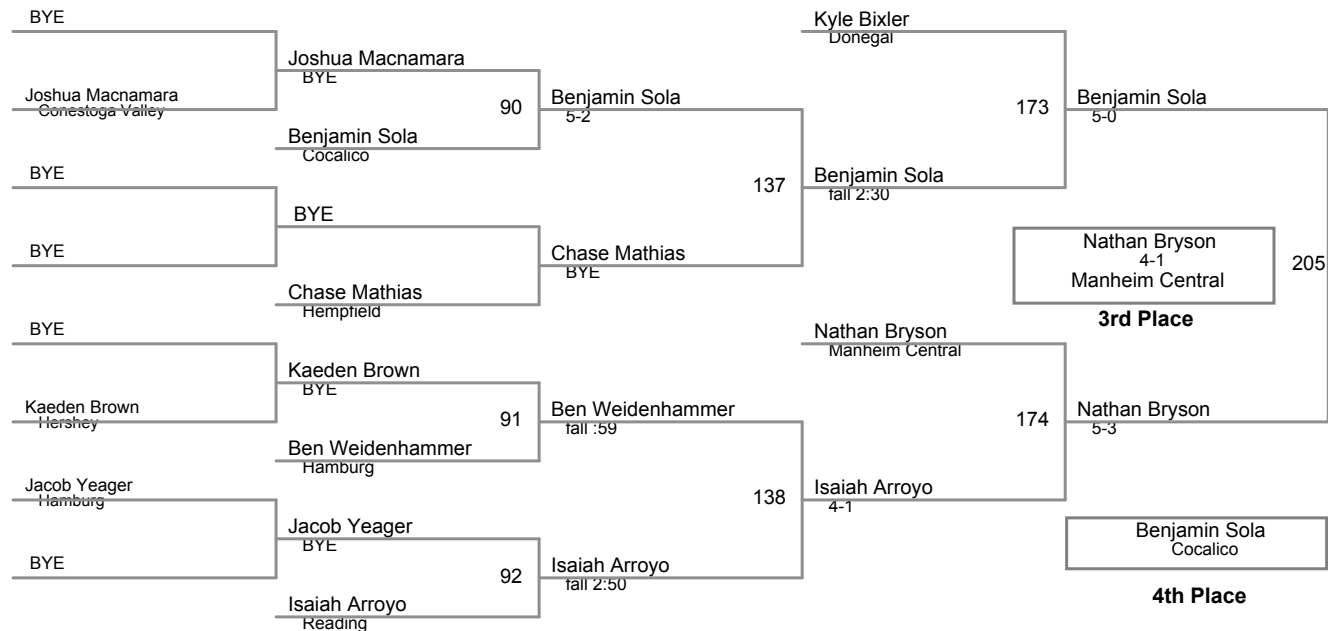 BYE
Joshua Macnamara
Conestoga Valley
BYE
BYE
BYE
Kaeden Brown
Hershey
Jacob Yeager
Hamburg
BYE
Joshua Macnamara
BYE
90
Benjamin Sola
Cocalico
BYE
Chase Mathias
Hempfield
Kaeden Brown
BYE
91
Ben Weidenhammer
Hamburg
Jacob Yeager
BYE
92
Isaiah Arroyo
Reading
Benjamin Sola
5-2
137
Chase Mathias
BYE
Ben Weidenhammer
fall :59
138
Isaiah Arroyo
fall 2:50
Kyle Bixler
Donegal
173
Benjamin Sola
fall 2:30
Nathan Bryson
Manheim Central
174
Isaiah Arroyo
4-1
Benjamin Sola
5-0
Nathan Bryson
4-1
Manheim Central
205
3rd Place
Nathan Bryson
5-3
Benjamin Sola
Cocalico
4th Place